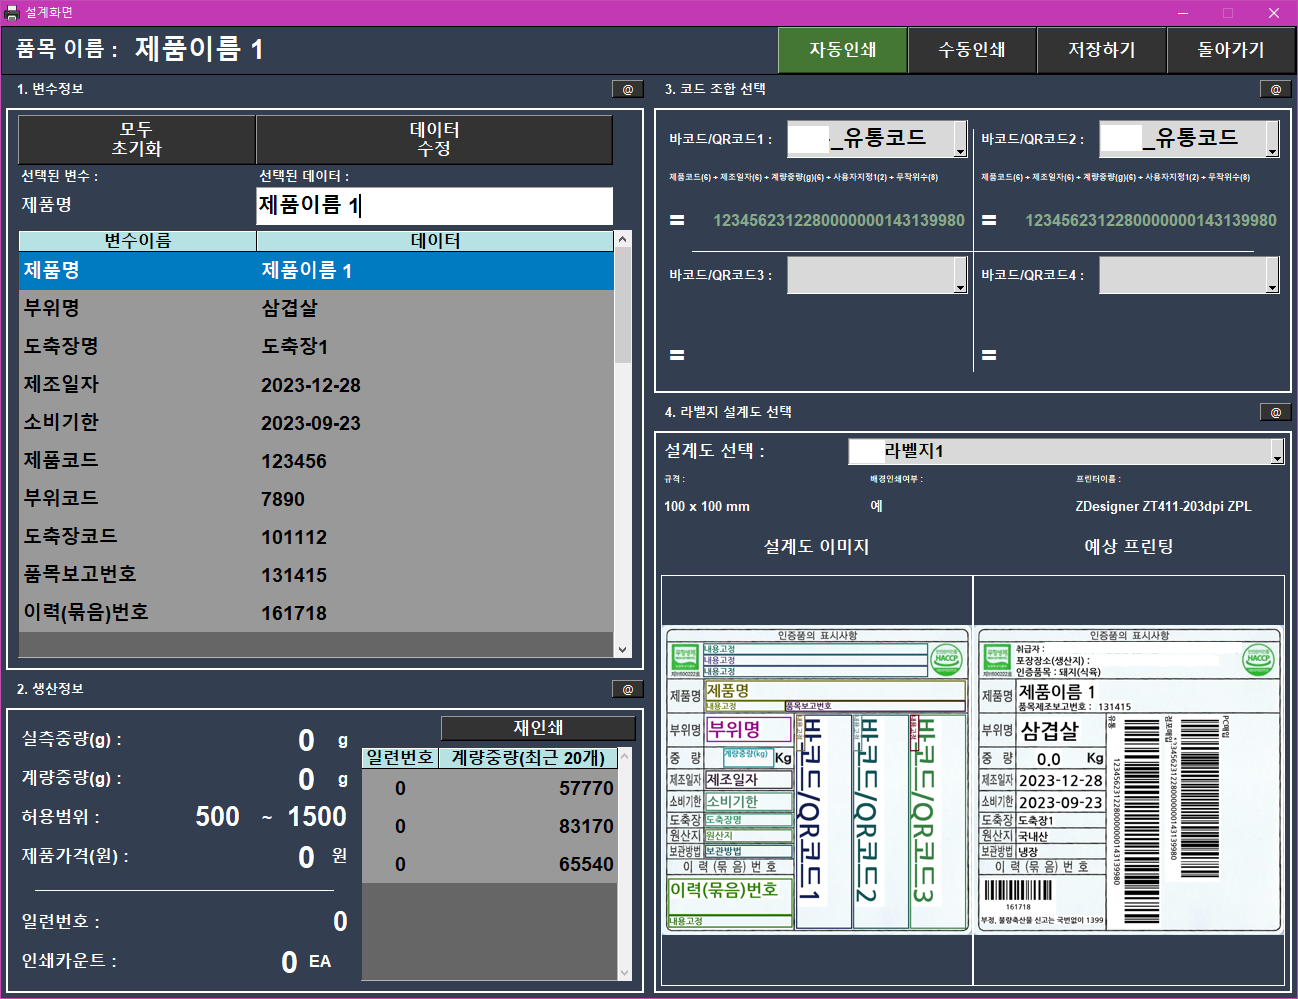 설계화면
품목 이름 : 제품이름 1
자동인쇄 수동인쇄 저장하기 돌아가기
1. 변수정보 @
모두
초기화
데이터
수정
선택된 변수 : 선택된 데이터 :
제품명 제품이름 1
변수이름 데이터
제품명 제품이름 1
부위명 삼겹살
도축장명 도축장1
제조일자 2023-12-28
소비기한 2023-09-23
제품코드 123456
부위코드 7890
도축장코드 101112
품목보고번호 131415
이력(묶음)번호 161718
2. 생산정보 @
실측중량(g) : 0 g
계량중량(g) : 0 g
허용범위 : 500 ~ 1500
제품가격(원) : 0 원
일련번호 : 0
인쇄카운트 : 0 EA
재인쇄
일련번호 계량중량(최근 20개)
0 57770
0 83170
0 65540
3. 코드 조합 선택 @
바코드/QR코드1 : _유통코드
제품코드(6) + 제조일자(6) + 계량중량(g)(6) + 사용자지정1(2) + 무작위수(8)
= 1234562312280000000143139980
바코드/QR코드2 : _유통코드
제품코드(6) + 제조일자(6) + 계량중량(g)(6) + 사용자지정1(2) + 무작위수(8)
= 1234562312280000000143139980
바코드/QR코드3 :
=
바코드/QR코드4 :
=
4. 라벨지 설계도 선택 @
설계도 선택 : 라벨지1
규격 : 배경인쇄여부 : 프린터이름 :
100 x 100 mm 예 ZDesigner ZT411-203dpi ZPL
설계도 이미지 예상 프린팅
인증품의 표시사항
내용고정
내용고정
내용고정
HACCP
제품명 제품명
내용고정 품목보고번호
부위명 부위명
중 량 계량중량(kg) Kg
제조일자 제조일자
소비기한 소비기한
도축장 도축장명
원산지 원산지
보관방법 보관방법
이 력 (묶 음) 번 호
이력(묶음)번호
내용고정
바코드/QR코드1
바코드/QR코드2
바코드/QR코드3
인증품의 표시사항
취급자 :
포장장소(생산지) :
인증품목 : 돼지(식육)
HACCP
제품명 제품이름 1
품목제조보고번호 : 131415
부위명 삼겹살
중 량 0.0 Kg
제조일자 2023-12-28
소비기한 2023-09-23
도축장 도축장1
원산지 국내산
보관방법 냉장
이 력 (묶 음) 번 호
161718
부정, 불량축산물 신고는 국번없이 1399
유통
1234562312280000000143139980
1234562312280000000143139980